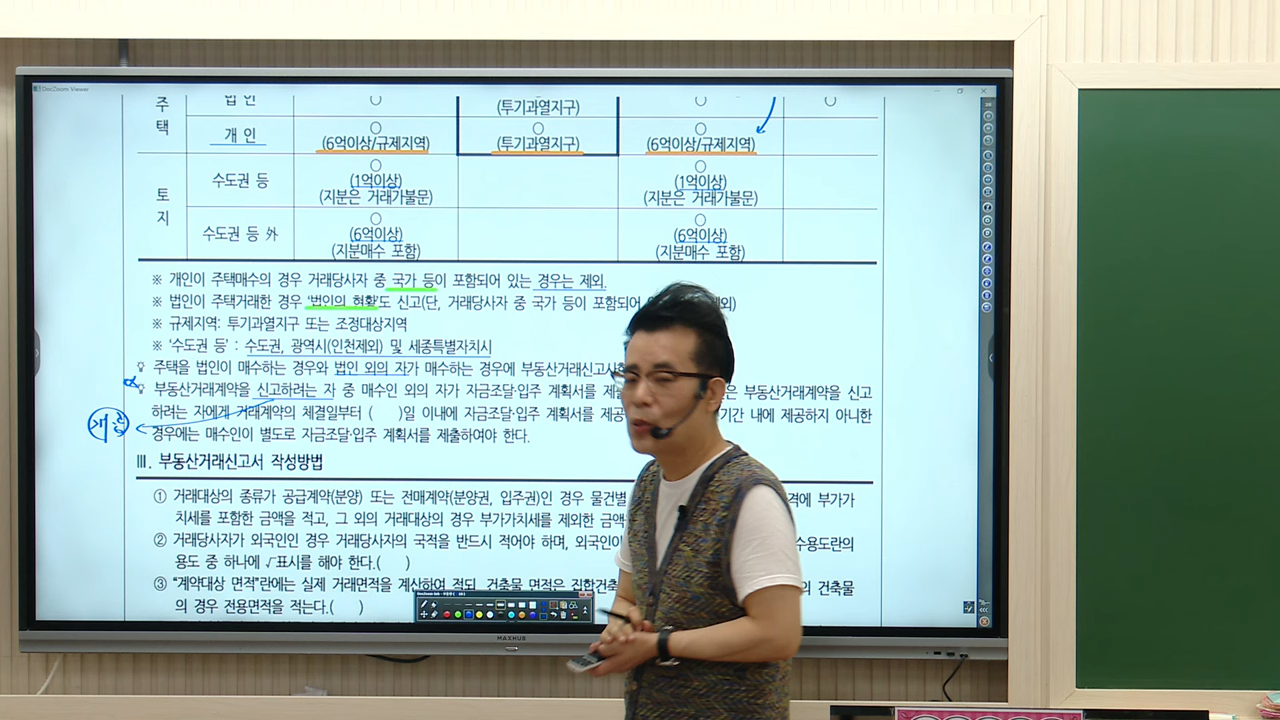 DocZoom Viewer
주택
법인
(투기과열지구)
개인
(6억이상/규제지역)
(투기과열지구)
(6억이상/규제지역)
토지
수도권 등
(1억이상)
(지분은 거래가불문)
(1억이상)
(지분은 거래가불문)
수도권 등 외
(6억이상)
(지분매수 포함)
(6억이상)
(지분매수 포함)
※ 개인이 주택매수의 경우 거래당사자 중 국가 등이 포함되어 있는 경우는 제외.
※ 법인이 주택거래한 경우 '법인의 현황'도 신고(단, 거래당사자 중 국가 등이 포함되어
※ 규제지역: 투기과열지구 또는 조정대상지역
※ '수도권 등' : 수도권, 광역시(인천제외) 및 세종특별자치시
주택을 법인이 매수하는 경우와 법인 외의 자가 매수하는 경우에 부동산거래신고사
부동산거래계약을 신고하려는 자 중 매수인 외의 자가 자금조달·입주 계획서를 제 은 부동산거래계약을 신고
하려는 자에게 거래계약의 체결일부터 ( )일 이내에 자금조달·입주 계획서를 제공 기간 내에 제공하지 아니한
경우에는 매수인이 별도로 자금조달·입주 계획서를 제출하여야 한다.
Ⅲ. 부동산거래신고서 작성방법
① 거래대상의 종류가 공급계약(분양) 또는 전매계약(분양권, 입주권)인 경우 물건별 격에 부가가
치세를 포함한 금액을 적고, 그 외의 거래대상의 경우 부가가치세를 제외한 금액
② 거래당사자가 외국인인 경우 거래당사자의 국적을 반드시 적어야 하며, 외국인이 수용도란의
용도 중 하나에 √표시를 해야 한다.( )
③ "계약대상 면적"란에는 실제 거래면적을 계산하여 적되, 건축물 면적은 집합건축 의 건축물
의 경우 전용면적을 적는다.( )
MAXHUB